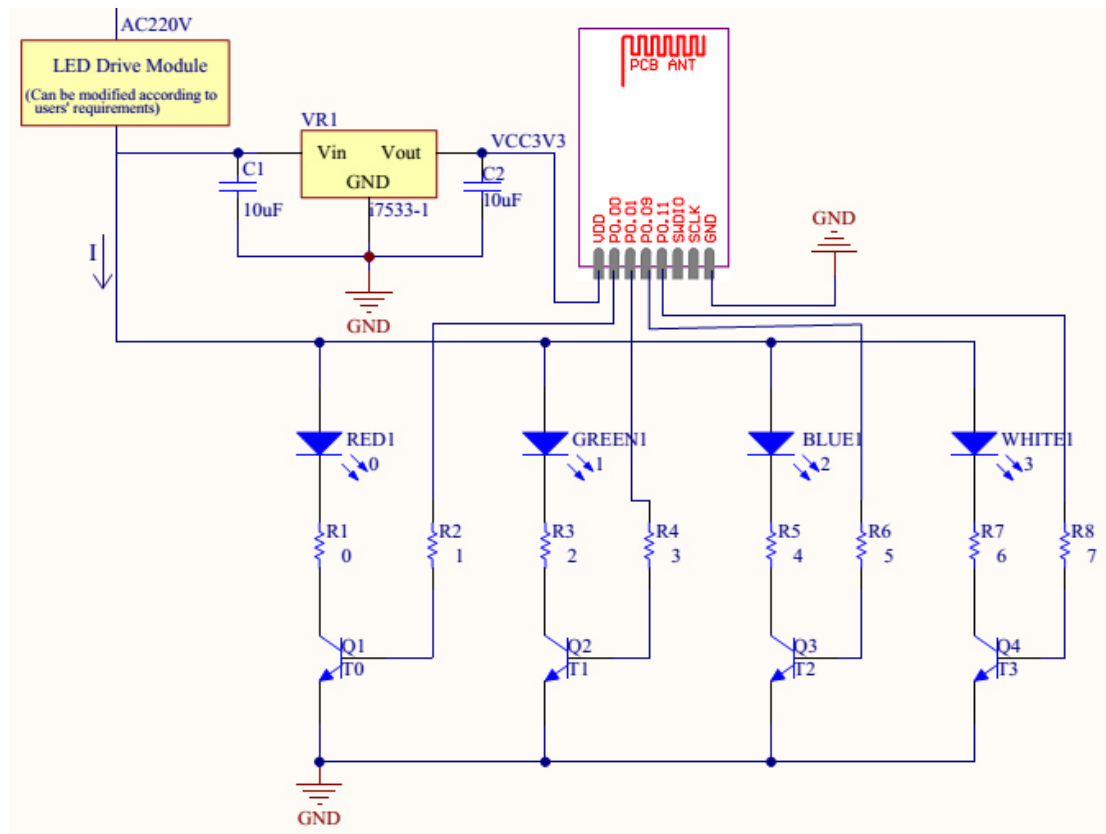 AC220V
LED Drive Module
(Can be modified according to
users' requirements)
VR1
Vin Vout
GND
i7533-1
C1
10uF
C2
10uF
VCC3V3
PCB ANT
VDD
P0.00
P0.01
P0.09
P0.11
SWDIO
SCLK
GND
GND
I
GND
RED1
0
GREEN1
1
BLUE1
2
WHITE1
3
R1
0
R2
1
R3
2
R4
3
R5
4
R6
5
R7
6
R8
7
Q1
T0
Q2
T1
Q3
T2
Q4
T3
GND